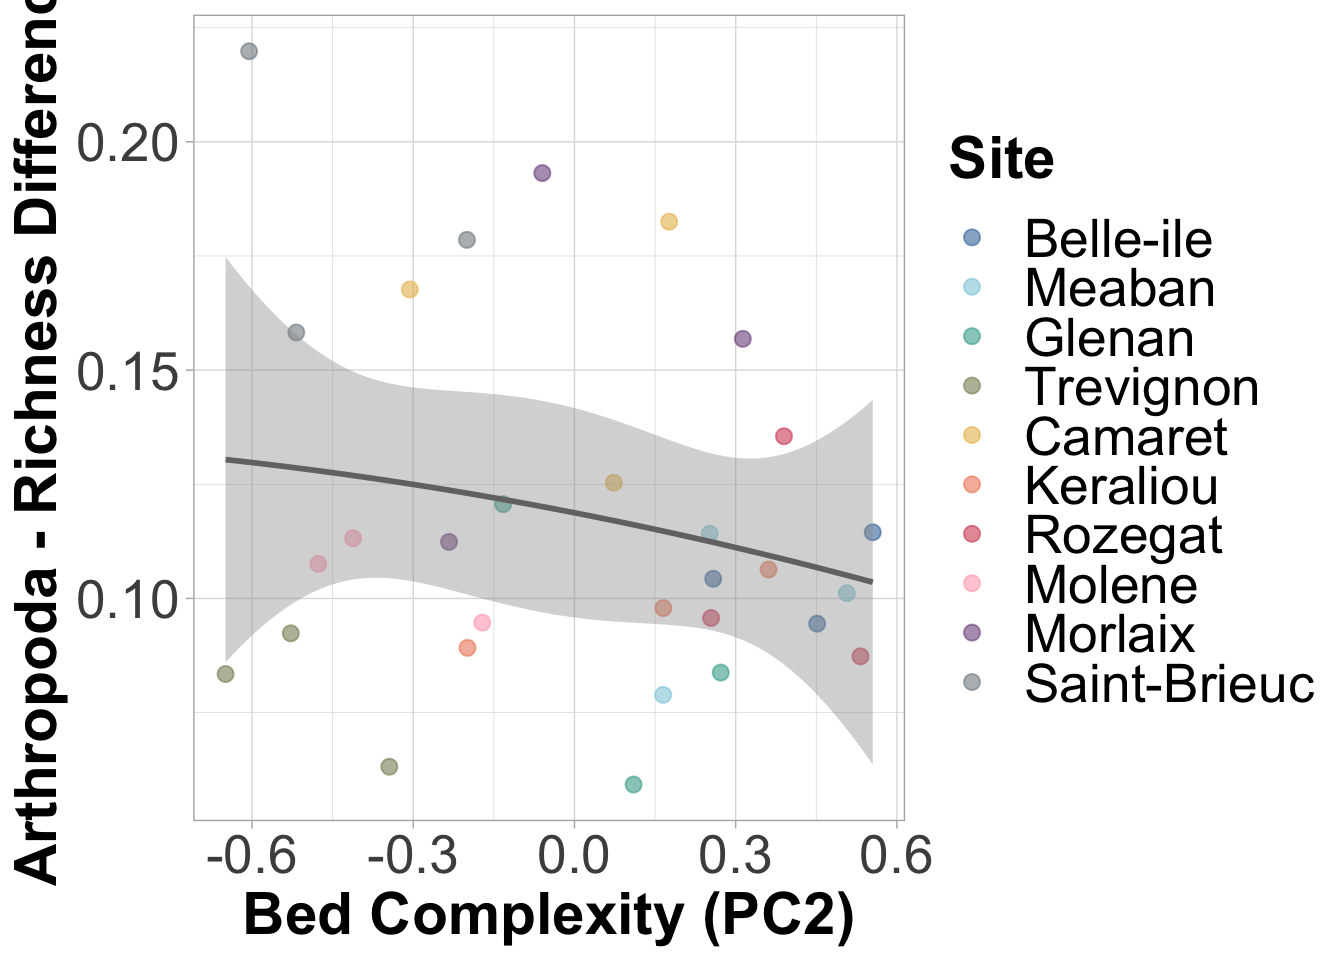 Arthropoda - Richness Differenc
0.20
0.15
0.10
-0.6 -0.3 0.0 0.3 0.6
Bed Complexity (PC2)
Site
Belle-ile
Meaban
Glenan
Trevignon
Camaret
Keraliou
Rozegat
Molene
Morlaix
Saint-Brieuc